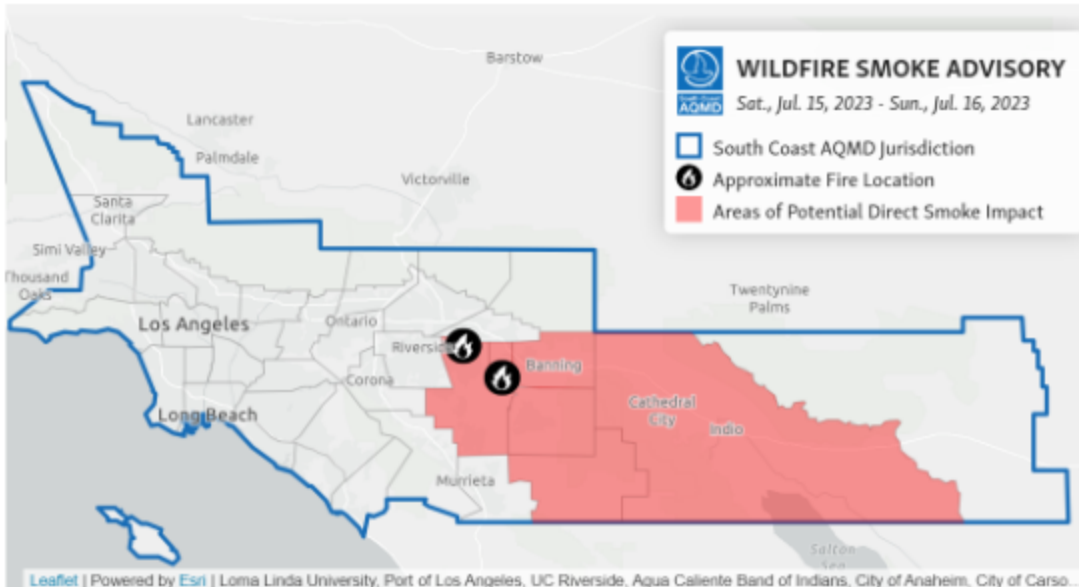 WILDFIRE SMOKE ADVISORY
Sat., Jul. 15, 2023 - Sun., Jul. 16, 2023
South Coast
AQMD
South Coast AQMD Jurisdiction
Approximate Fire Location
Areas of Potential Direct Smoke Impact
Barstow
Lancaster
Palmdale
Victorville
Santa
Clarita
Simi Valley
Thousand
Oaks
Twentynine
Palms
Los Angeles
Ontario
Riverside
Banning
Corona
Cathedral
City
Indio
Long Beach
Murrieta
Salton
Sea
Leaflet | Powered by Esri | Loma Linda University, Port of Los Angeles, UC Riverside, Agua Caliente Band of Indians, City of Anaheim, City of Carso